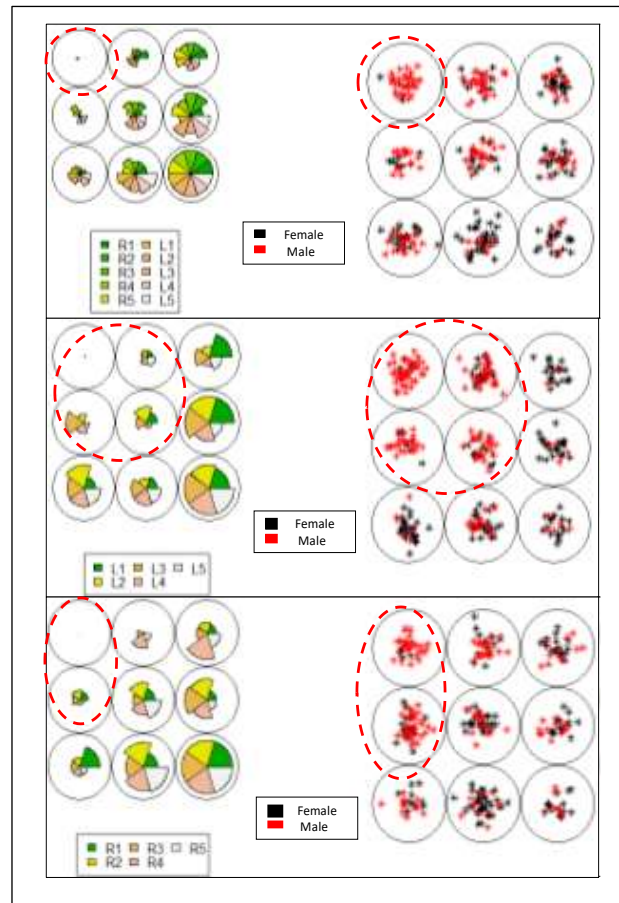 Female
Male
R1 L1
R2 L2
R3 L3
R4 L4
R5 L5
Female
Male
L1 L3 L5
L2 L4
Female
Male
R1 R3 R5
R2 R4